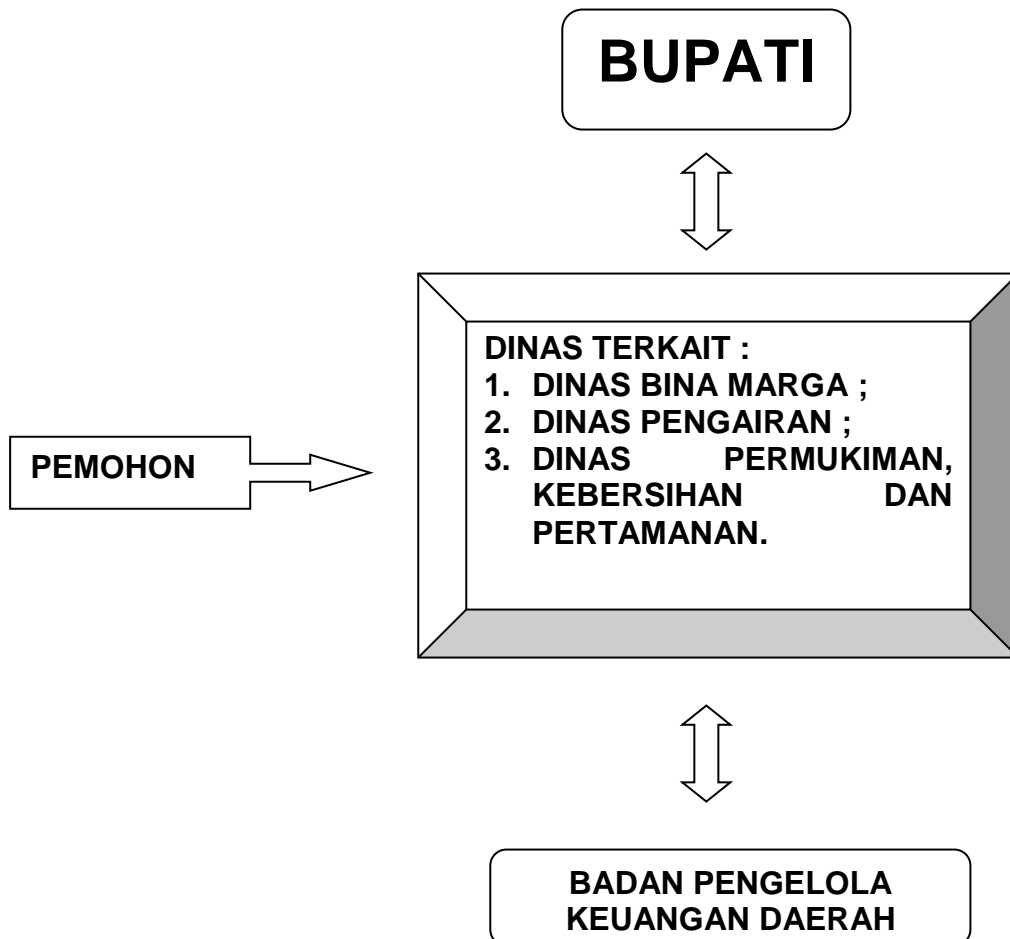 BUPATI
DINAS TERKAIT :
1. DINAS BINA MARGA ;
2. DINAS PENGAIRAN ;
3. DINAS PERMUKIMAN,
KEBERSIHAN DAN
PERTAMANAN.
PEMOHON
BADAN PENGELOLA
KEUANGAN DAERAH